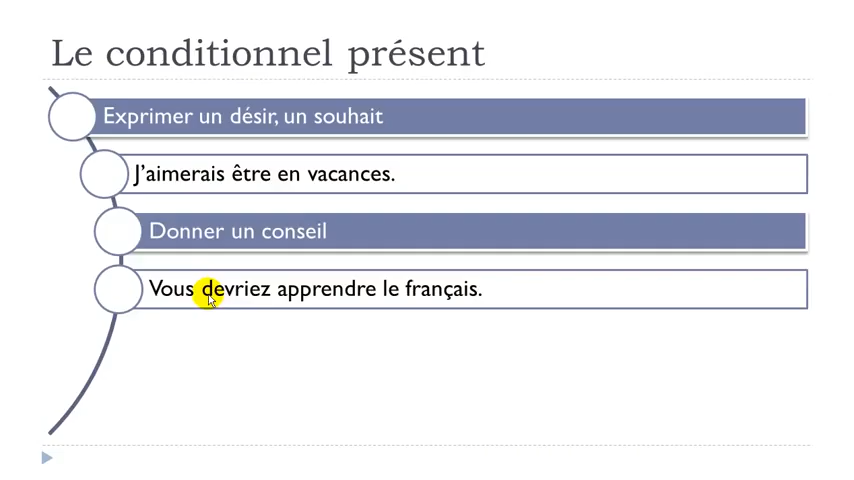 Le conditionnel présent
Exprimer un désir, un souhait
J'aimerais être en vacances.
Donner un conseil
Vous devriez apprendre le français.